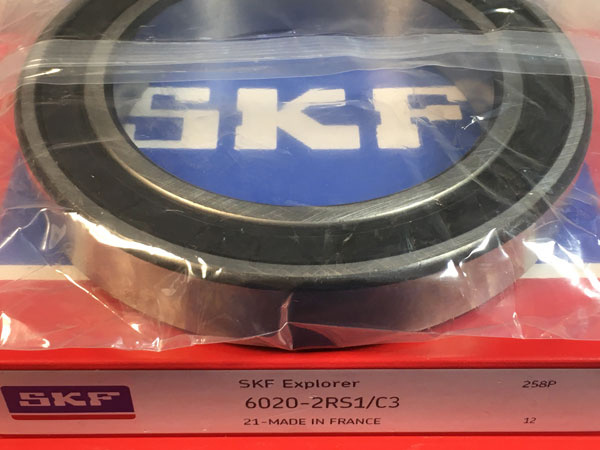 SKF
SKF
SKF Explorer
258P
6020-2RS1/C3
21-MADE IN FRANCE
12